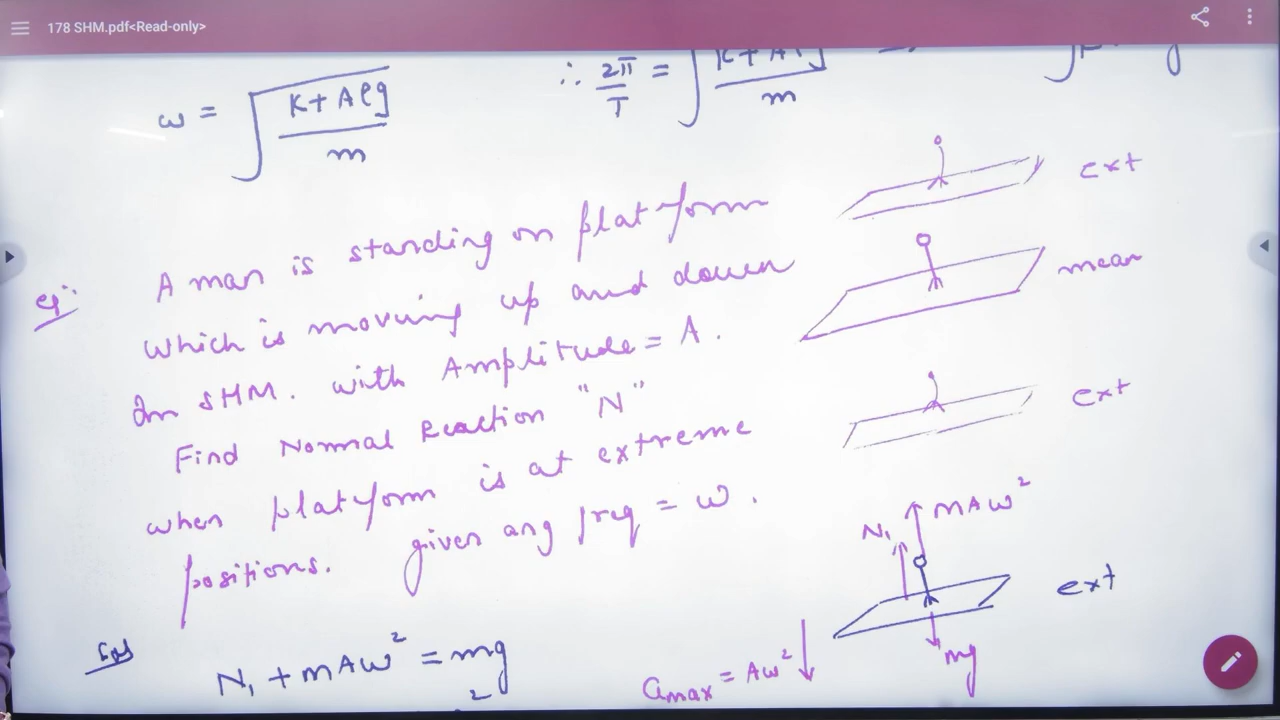 178 SHM.pdf<Read-only>
ω = √(K + Aρg / m)
∴ 2π/T =
m
g
ext
mean
ext
eg:
A man is standing on platform
which is moving up and down
In SHM. with Amplitude = A.
Find Normal Reaction "N"
when platform is at extreme
positions. given ang freq = ω.
N₁ mAω²
ext
mg
N₁ + mAω² = mg
2
amax = Aω² ↓